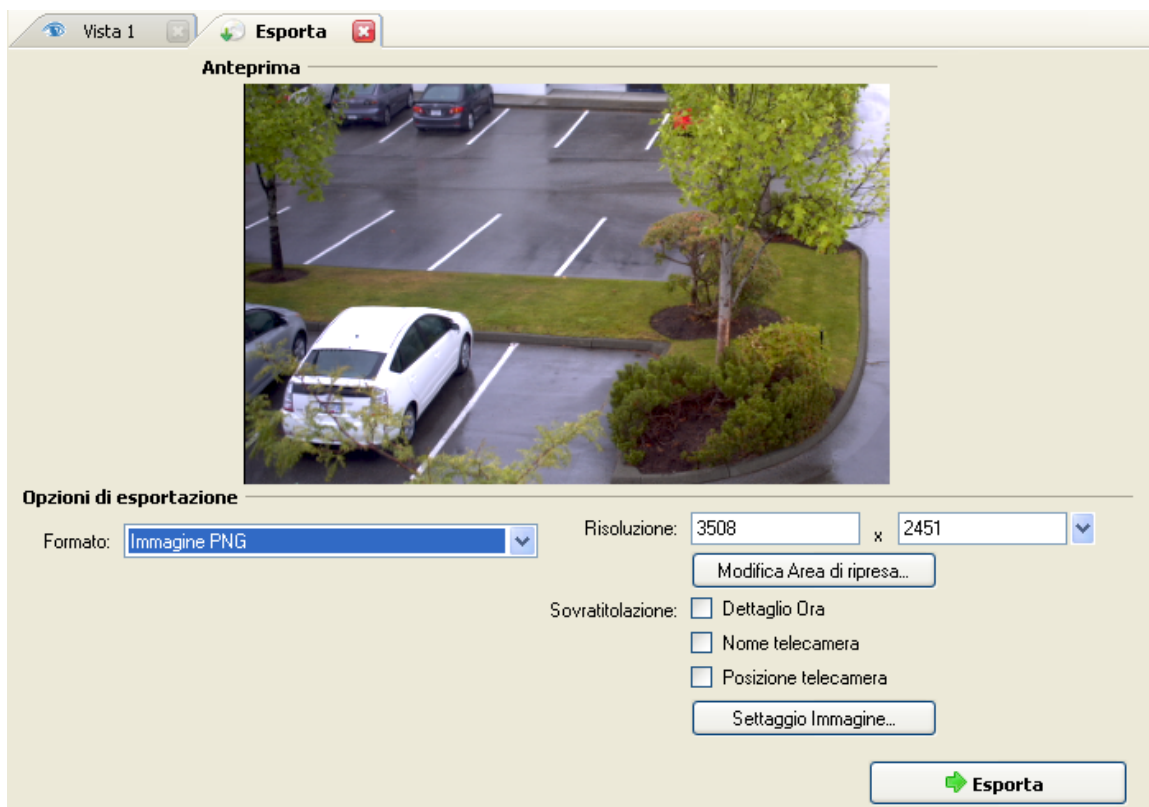 Vista 1
Esporta
Anteprima
Opzioni di esportazione
Formato: Immagine PNG
Risoluzione: 3508 x 2451
Modifica Area di ripresa...
Sovratitolazione: Dettaglio Ora
Nome telecamera
Posizione telecamera
Settaggio Immagine...
Esporta